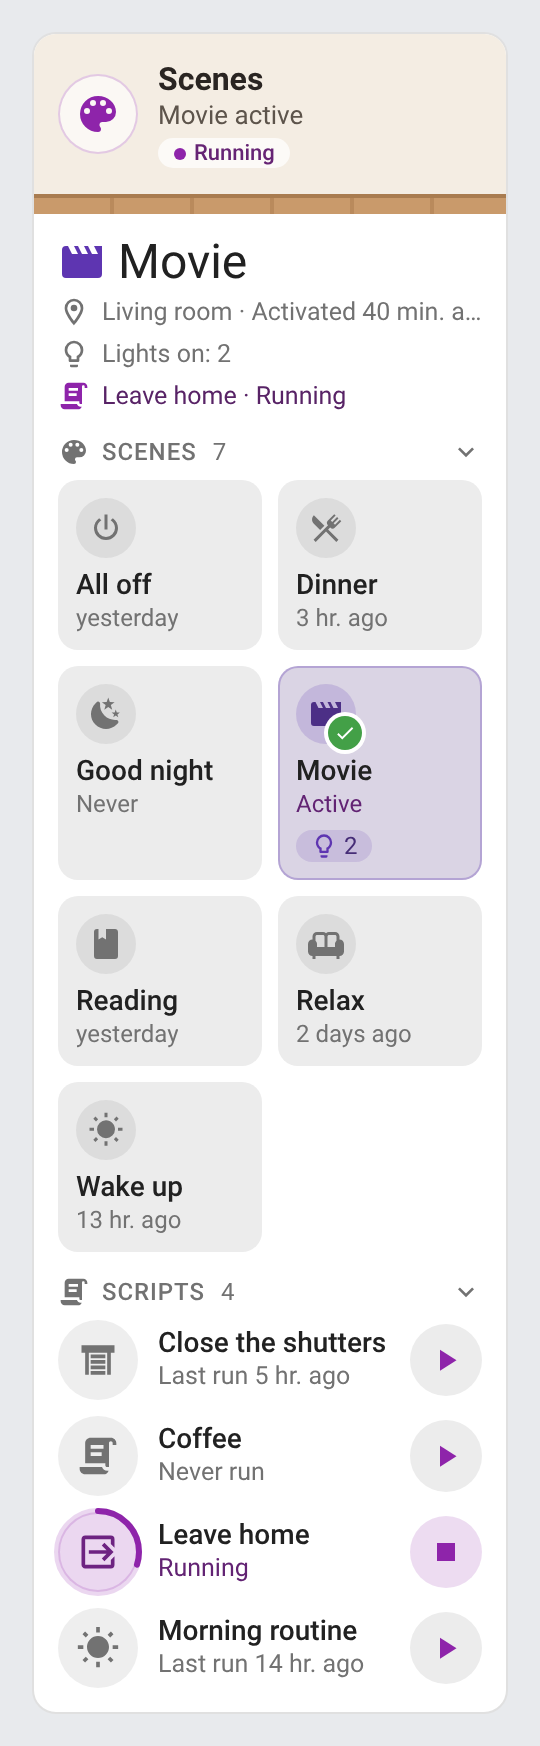 Scenes
Movie active
Running
Movie
Living room · Activated 40 min. a...
Lights on: 2
Leave home · Running
SCENES 7
All off
yesterday
Dinner
3 hr. ago
Good night
Never
Movie
Active
2
Reading
yesterday
Relax
2 days ago
Wake up
13 hr. ago
SCRIPTS 4
Close the shutters
Last run 5 hr. ago
Coffee
Never run
Leave home
Running
Morning routine
Last run 14 hr. ago